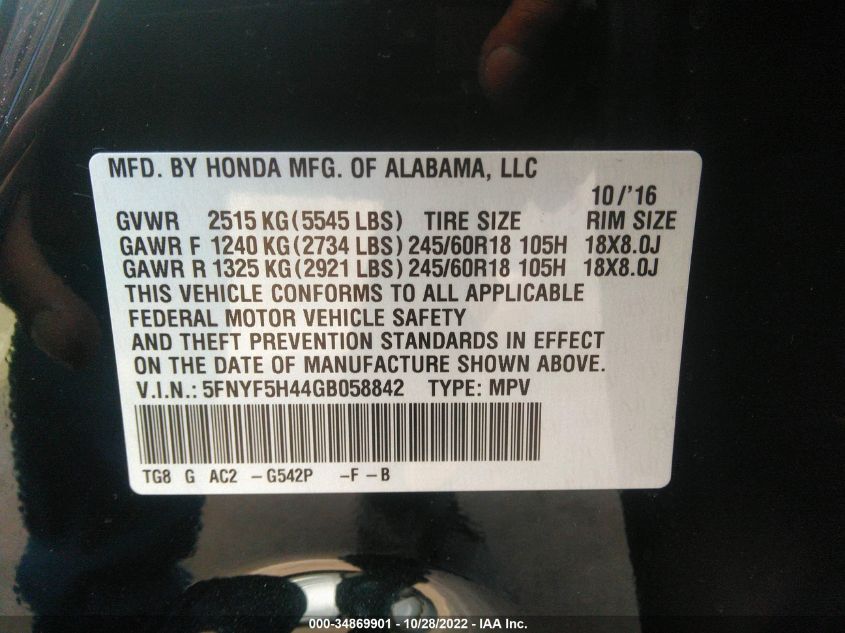 MFD. BY HONDA MFG. OF ALABAMA, LLC
10/'16
GVWR 2515 KG(5545 LBS) TIRE SIZE RIM SIZE
GAWR F 1240 KG(2734 LBS) 245/60R18 105H 18X8.0J
GAWR R 1325 KG(2921 LBS) 245/60R18 105H 18X8.0J
THIS VEHICLE CONFORMS TO ALL APPLICABLE
FEDERAL MOTOR VEHICLE SAFETY
AND THEFT PREVENTION STANDARDS IN EFFECT
ON THE DATE OF MANUFACTURE SHOWN ABOVE.
V.I.N.: 5FNYF5H44GB058842 TYPE: MPV
TG8 G AC2 -G542P -F -B
000-34869901 - 10/28/2022 - IAA Inc.